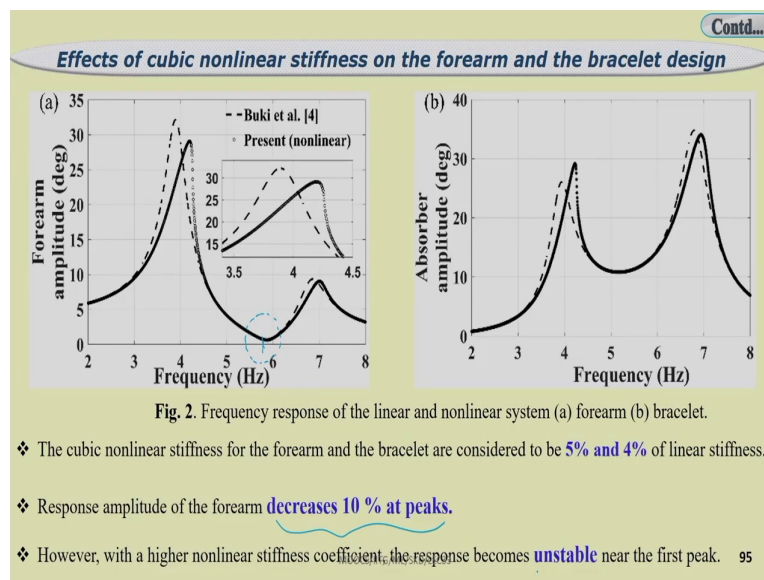 Contd...
Effects of cubic nonlinear stiffness on the forearm and the bracelet design
(a)
35
30
25
20
15
10
5
0
Forearm
amplitude (deg)
- - Buki et al. [4]
◦ Present (nonlinear)
30
25
20
15
3.5 4 4.5
2 3 4 5 6 7 8
Frequency (Hz)
(b)
40
30
20
10
0
Absorber
amplitude (deg)
2 3 4 5 6 7 8
Frequency (Hz)
Fig. 2. Frequency response of the linear and nonlinear system (a) forearm (b) bracelet.
❖ The cubic nonlinear stiffness for the forearm and the bracelet are considered to be 5% and 4% of linear stiffness.
❖ Response amplitude of the forearm decreases 10 % at peaks.
❖ However, with a higher nonlinear stiffness coefficient, the response becomes unstable near the first peak.
95